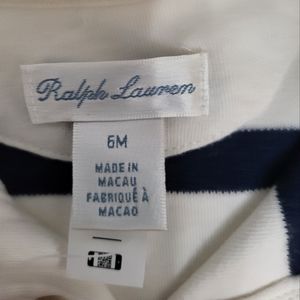 Ralph Lauren
6M
MADE IN
MACAU
FABRIQUÉ À
MACAO